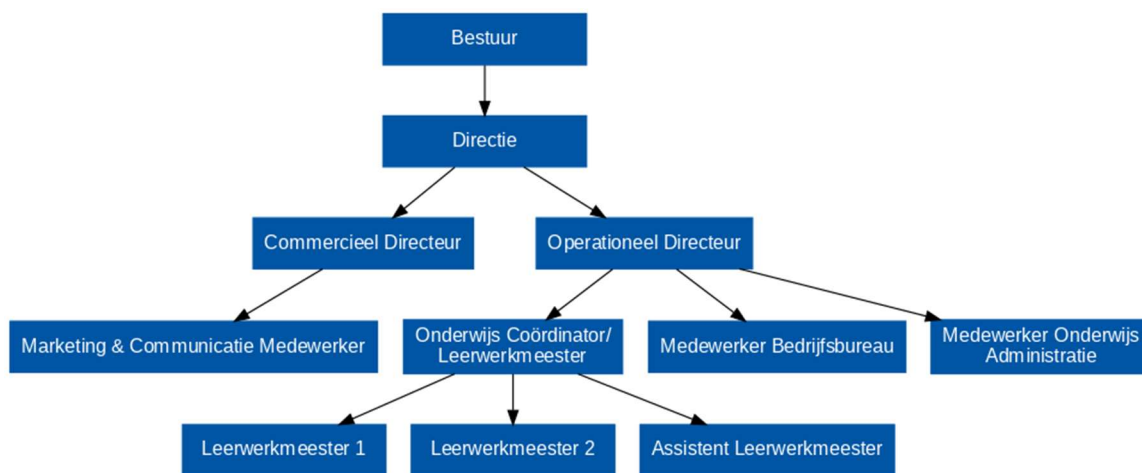 Bestuur
Directie
Commercieel Directeur
Operationeel Directeur
Marketing & Communicatie Medewerker
Onderwijs Coördinator/
Leerwerkmeester
Medewerker Bedrijfsbureau
Medewerker Onderwijs
Administratie
Leerwerkmeester 1
Leerwerkmeester 2
Assistent Leerwerkmeester